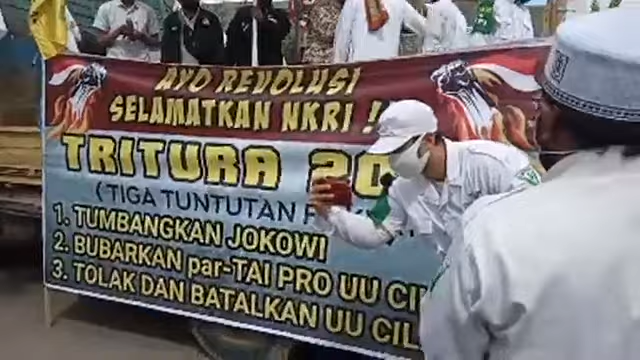 AYO REVOLUSI
SELAMATKAN NKRI !
TRITURA 20
(TIGA TUNTUTAN
1. TUMBANGKAN JOKOWI
2. BUBARKAN par-TAI PRO UU CI
3. TOLAK DAN BATALKAN UU CIL